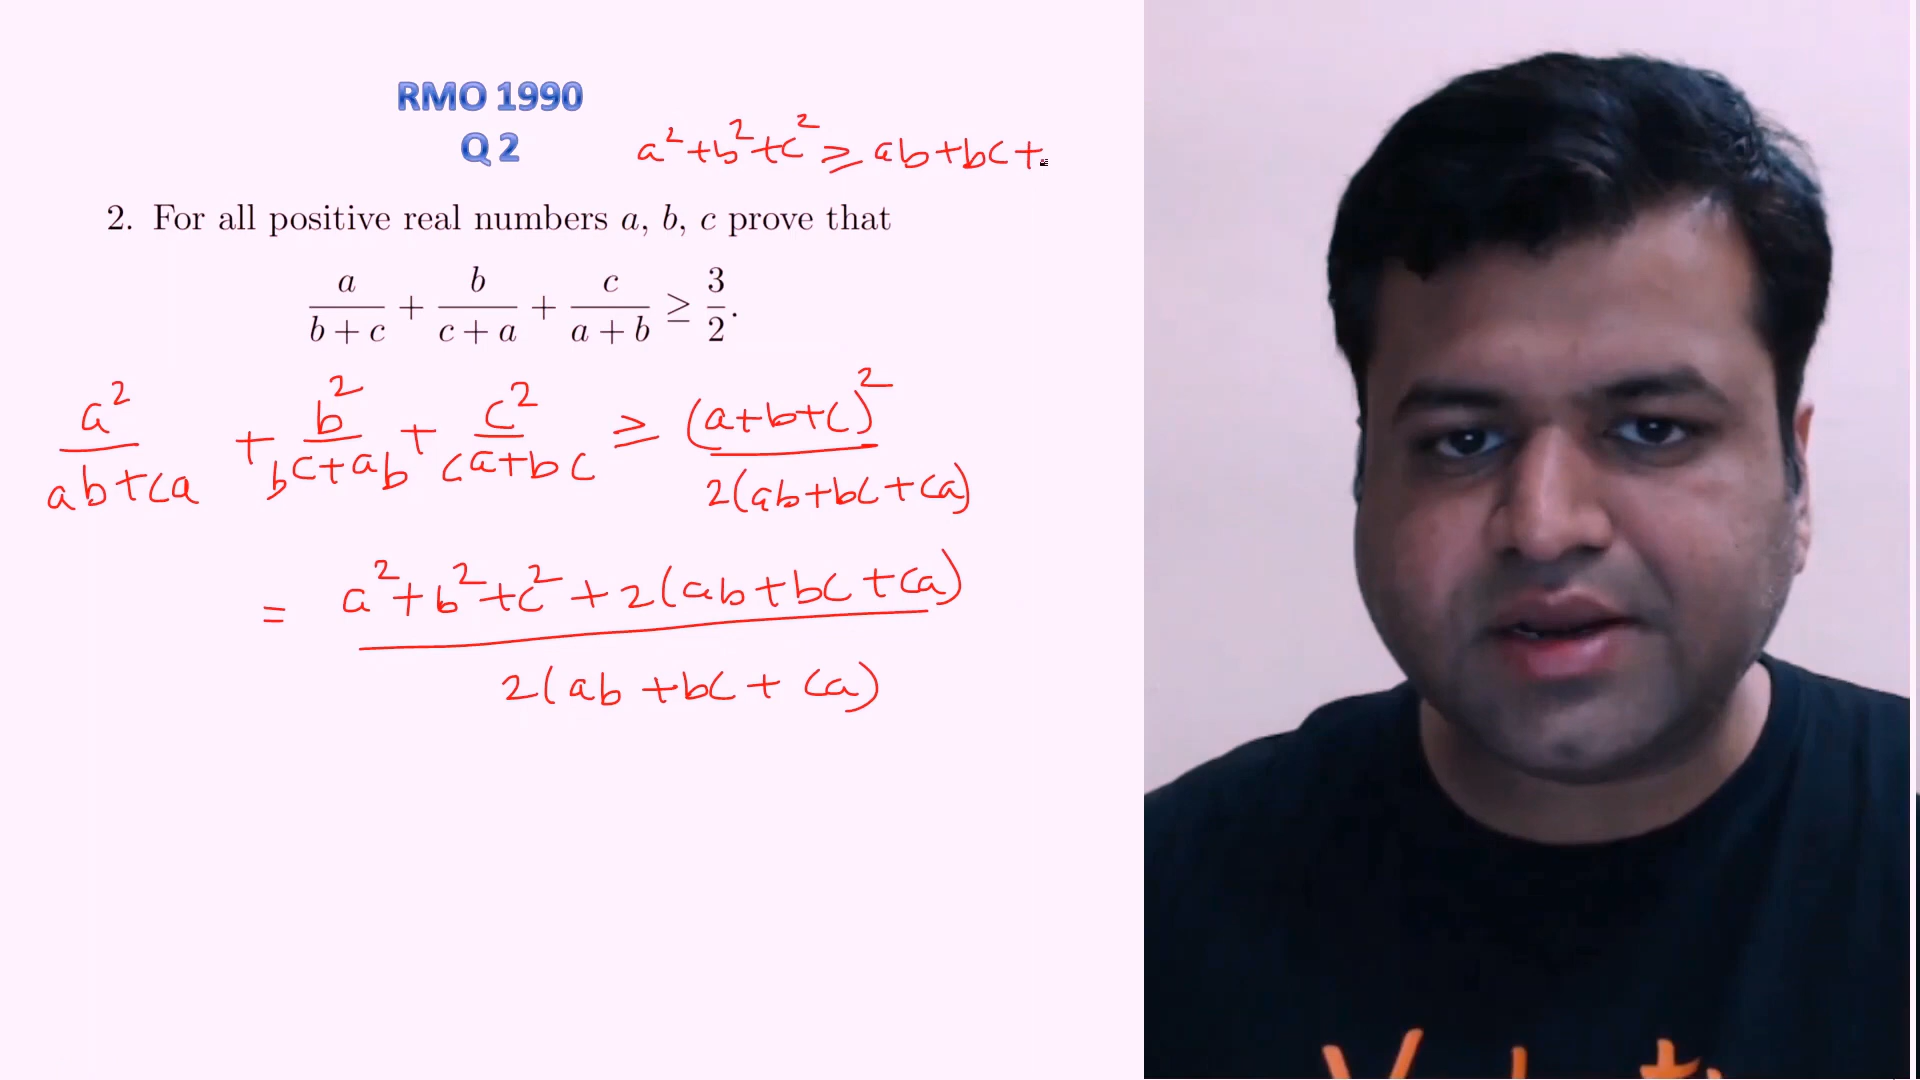 RMO 1990
Q 2
a²+b²+c² ≥ ab+bc+
2. For all positive real numbers a, b, c prove that
a/(b + c) + b/(c + a) + c/(a + b) ≥ 3/2.
a²/(ab+ca) + b²/(bc+ab) + c²/(ca+bc) ≥ (a+b+c)²/2(ab+bc+ca)
= a²+b²+c²+2(ab+bc+ca)/2(ab+bc+ca)